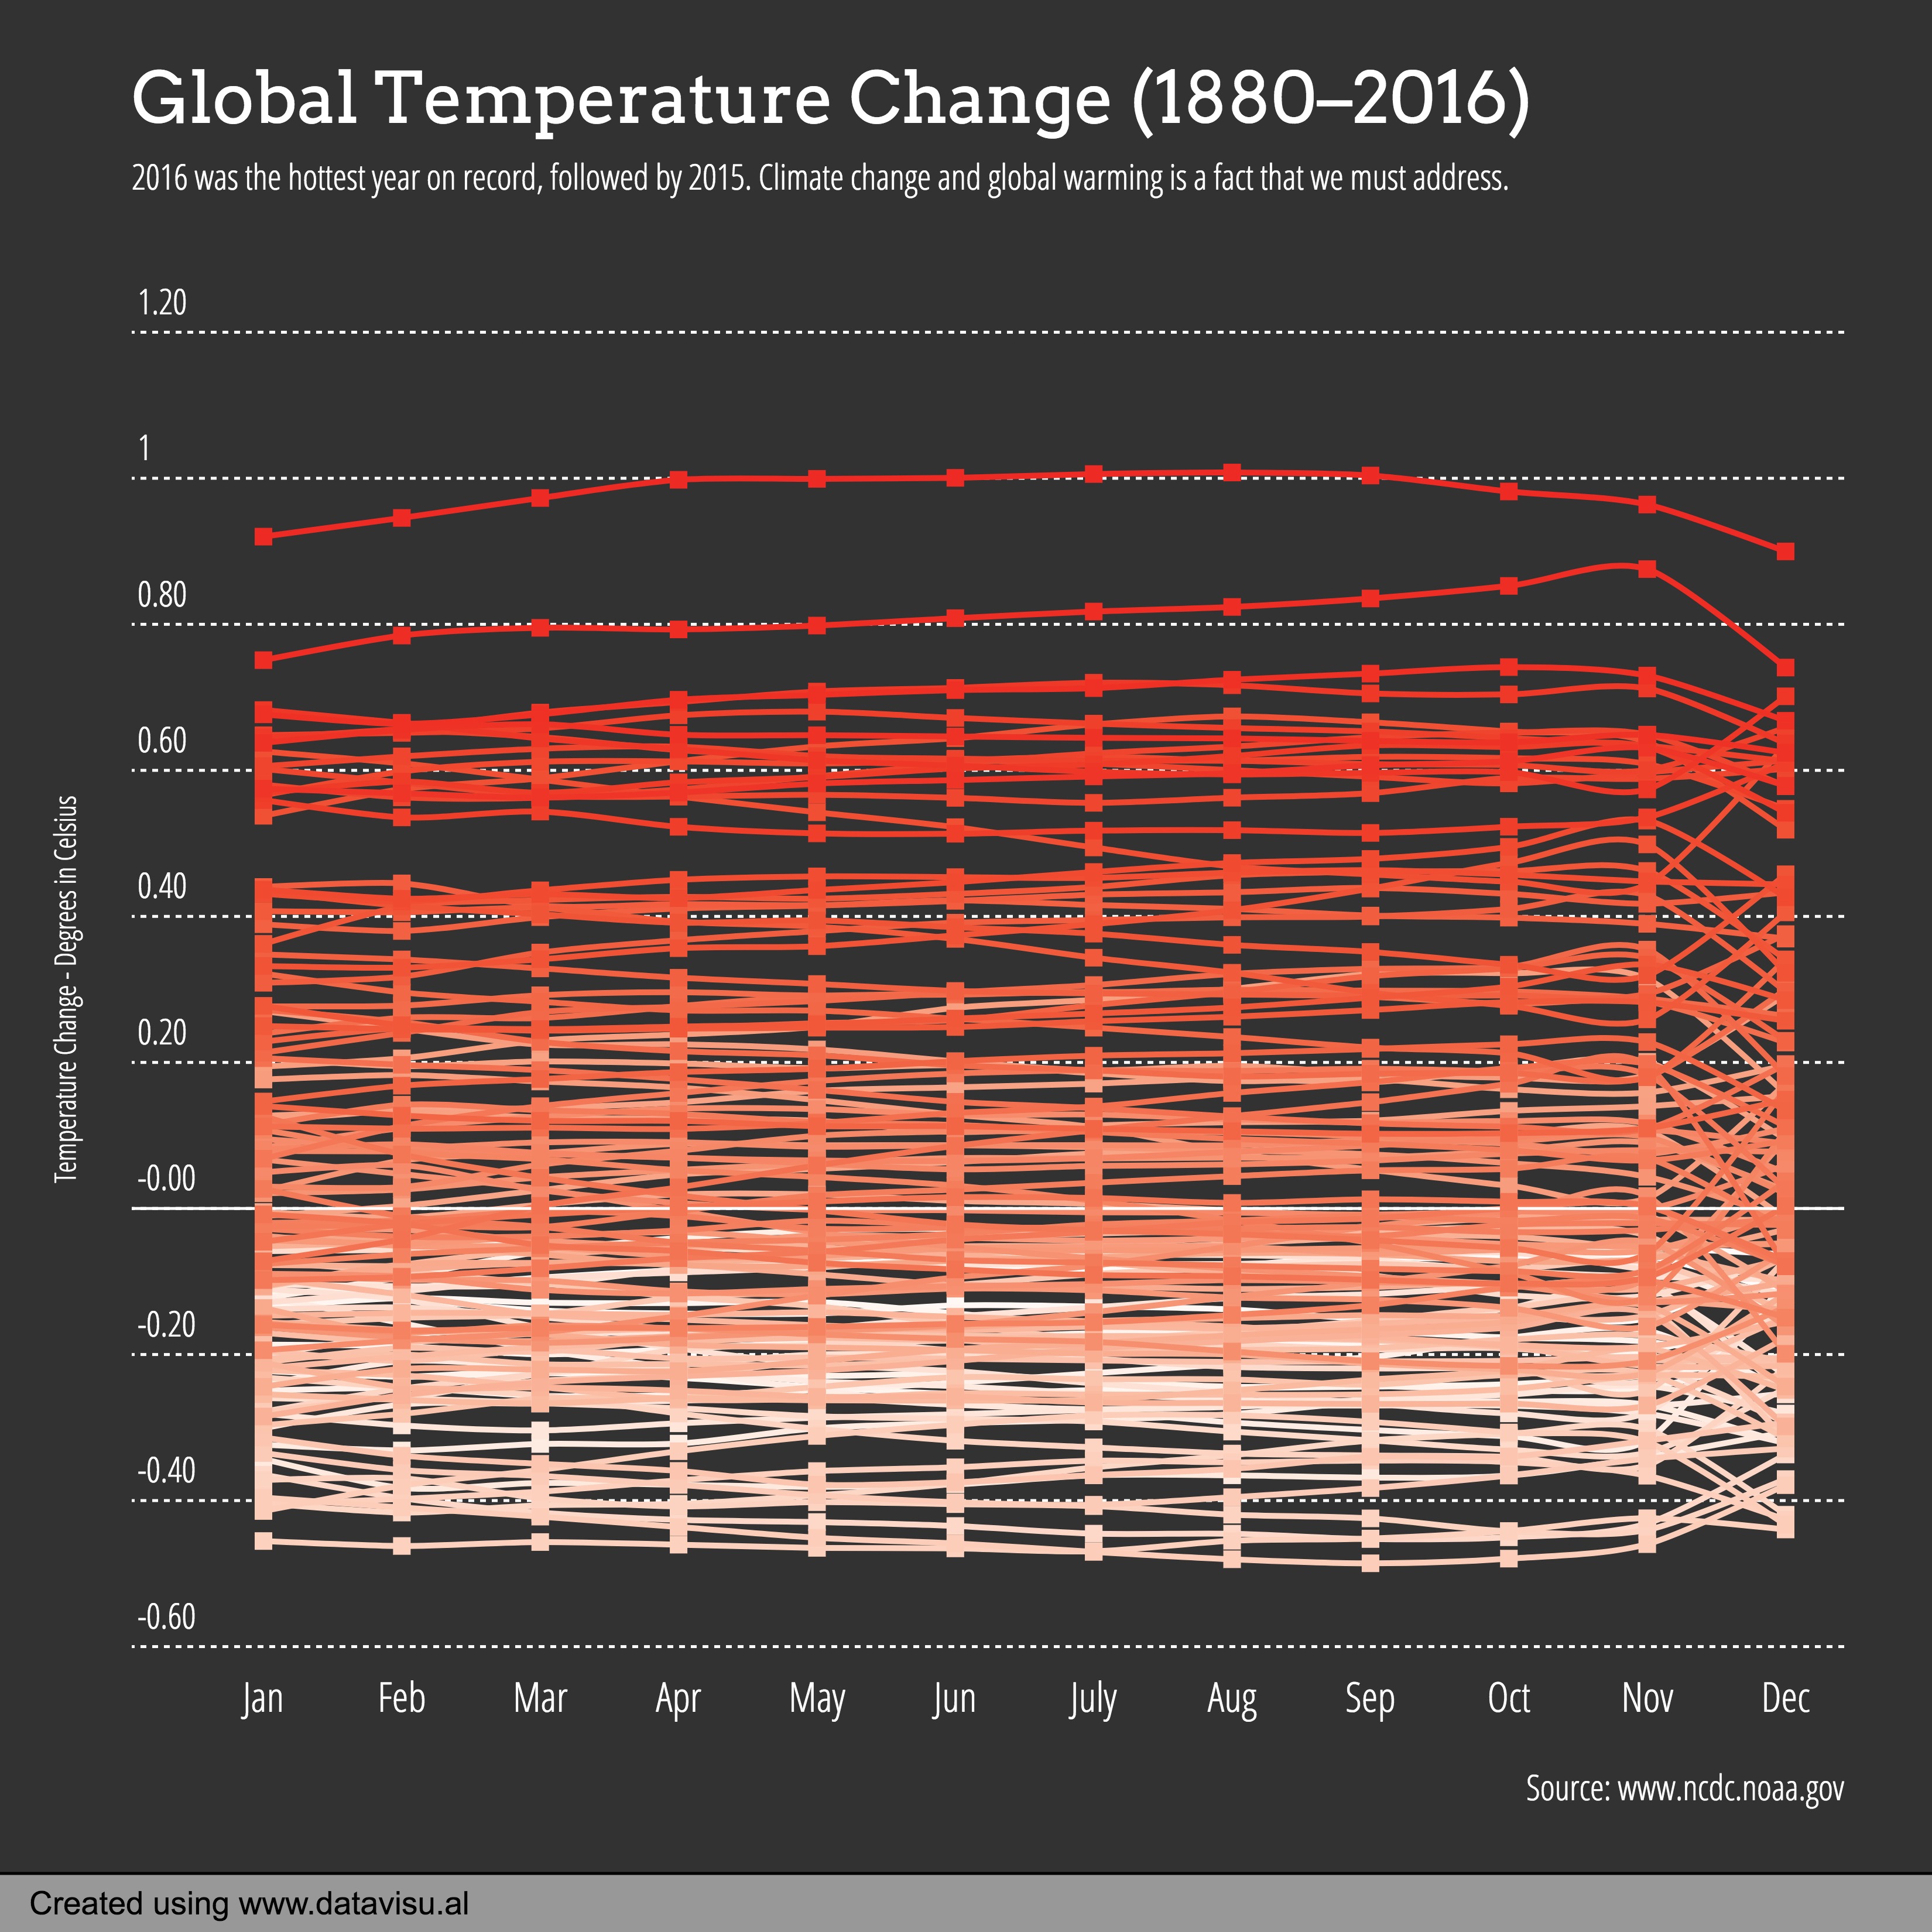 Global Temperature Change (1880–2016)
2016 was the hottest year on record, followed by 2015. Climate change and global warming is a fact that we must address.
1.20
1
0.80
0.60
0.40
0.20
-0.00
-0.20
-0.40
-0.60
Temperature Change - Degrees in Celsius
Jan Feb Mar Apr May Jun July Aug Sep Oct Nov Dec
Source: www.ncdc.noaa.gov
Created using www.datavisu.al